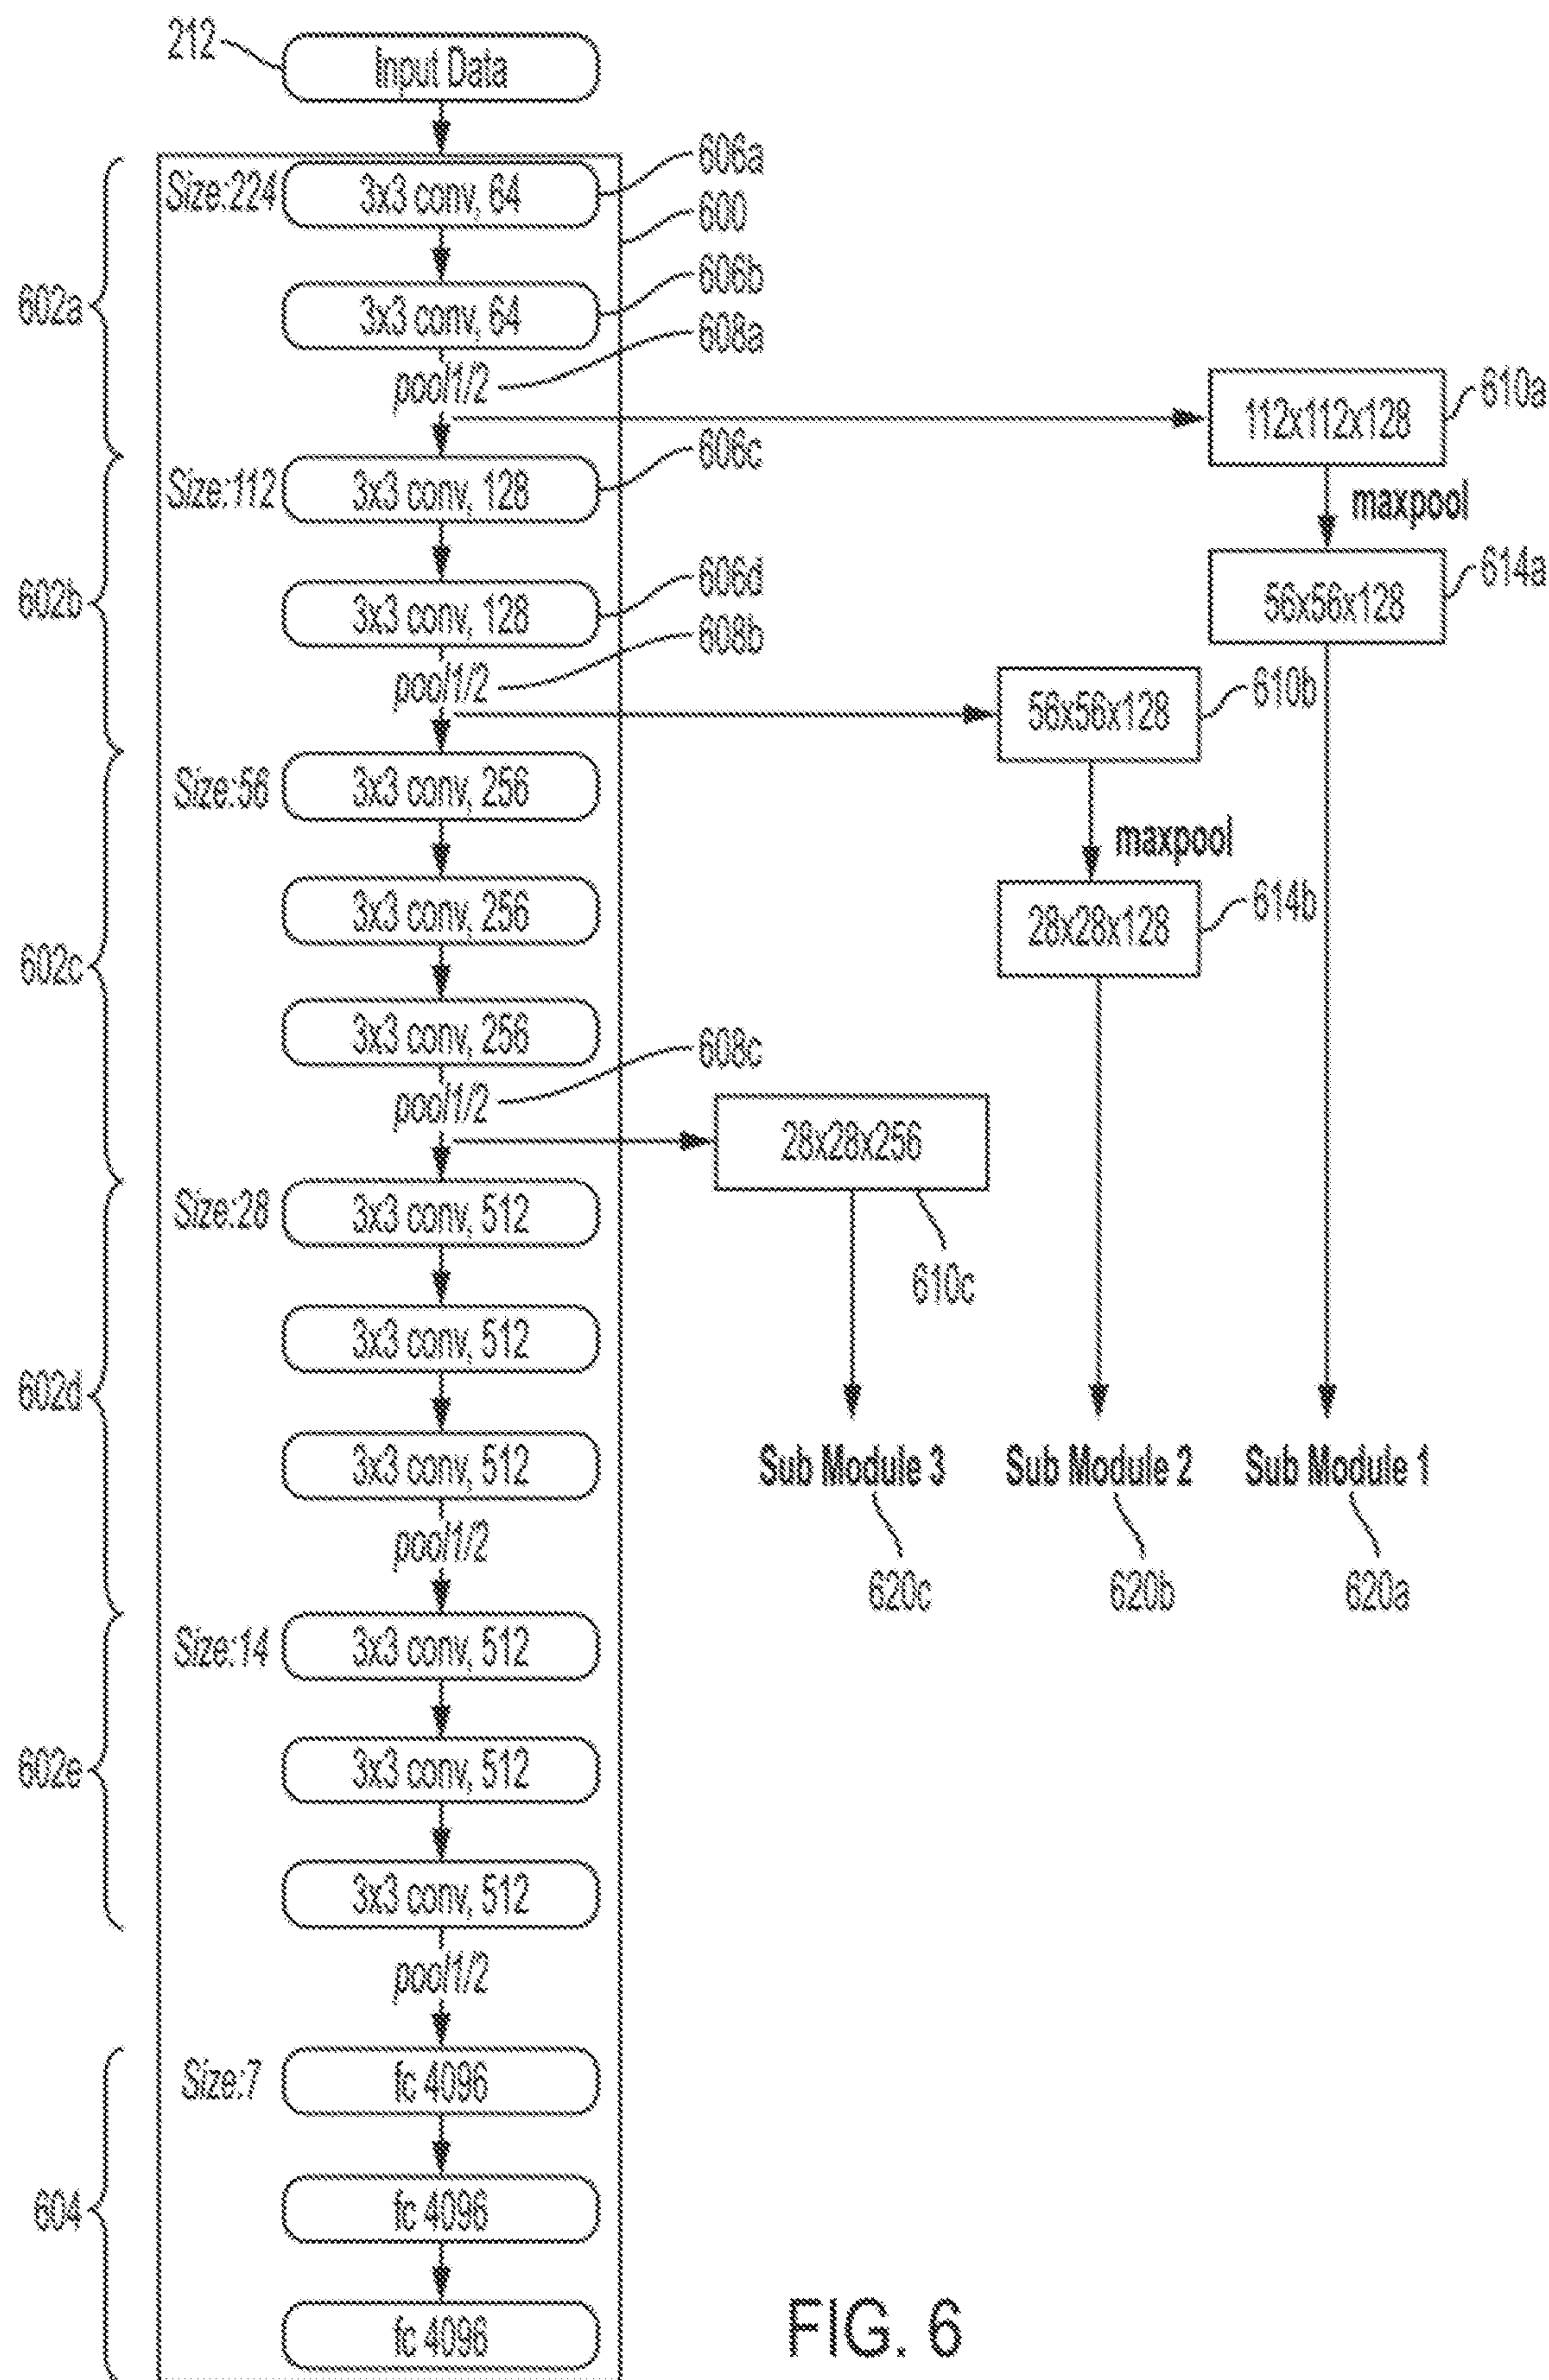 212
Input Data
606a
Size:224
3x3 conv, 64
600
606b
602a
3x3 conv, 64
608a
pool1/2
610a
112x112x128
606c
Size:112
3x3 conv, 128
maxpool
606d
614a
602b
3x3 conv, 128
56x56x128
608b
pool1/2
610b
56x56x128
Size:56
3x3 conv, 256
maxpool
614b
3x3 conv, 256
28x28x128
602c
3x3 conv, 256
608c
pool1/2
28x28x256
Size:28
3x3 conv, 512
610c
3x3 conv, 512
602d
3x3 conv, 512
Sub Module 3
Sub Module 2
Sub Module 1
pool1/2
620c
620b
620a
Size:14
3x3 conv, 512
602e
3x3 conv, 512
3x3 conv, 512
pool1/2
Size:7
fc 4096
604
fc 4096
fc 4096
FIG. 6